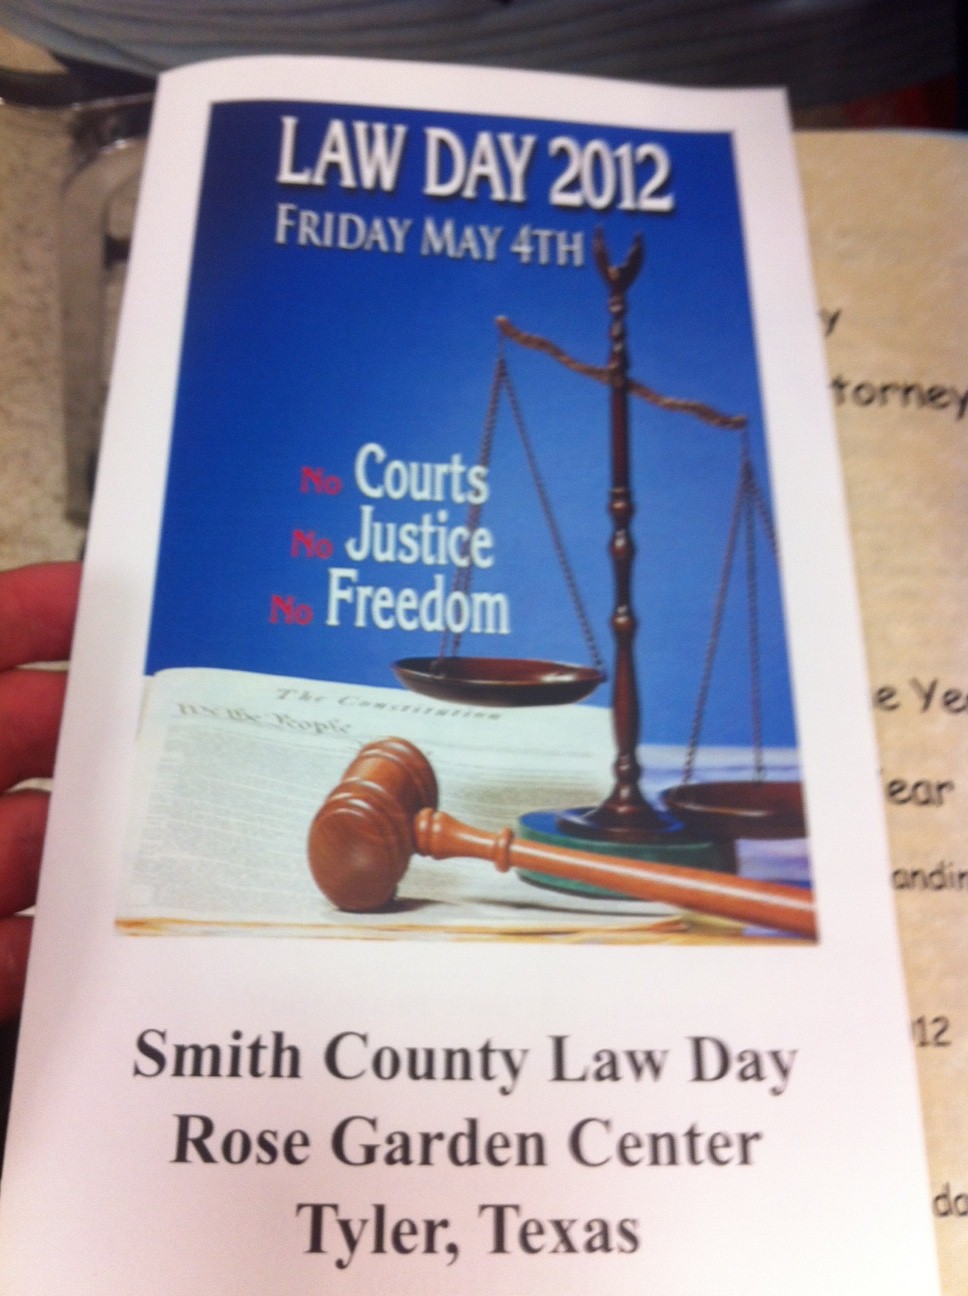 LAW DAY 2012
FRIDAY MAY 4TH
No Courts
No Justice
No Freedom
The Constitution
We the People
Smith County Law Day
Rose Garden Center
Tyler, Texas
y
torney
e Ye
ear
andin
12
da